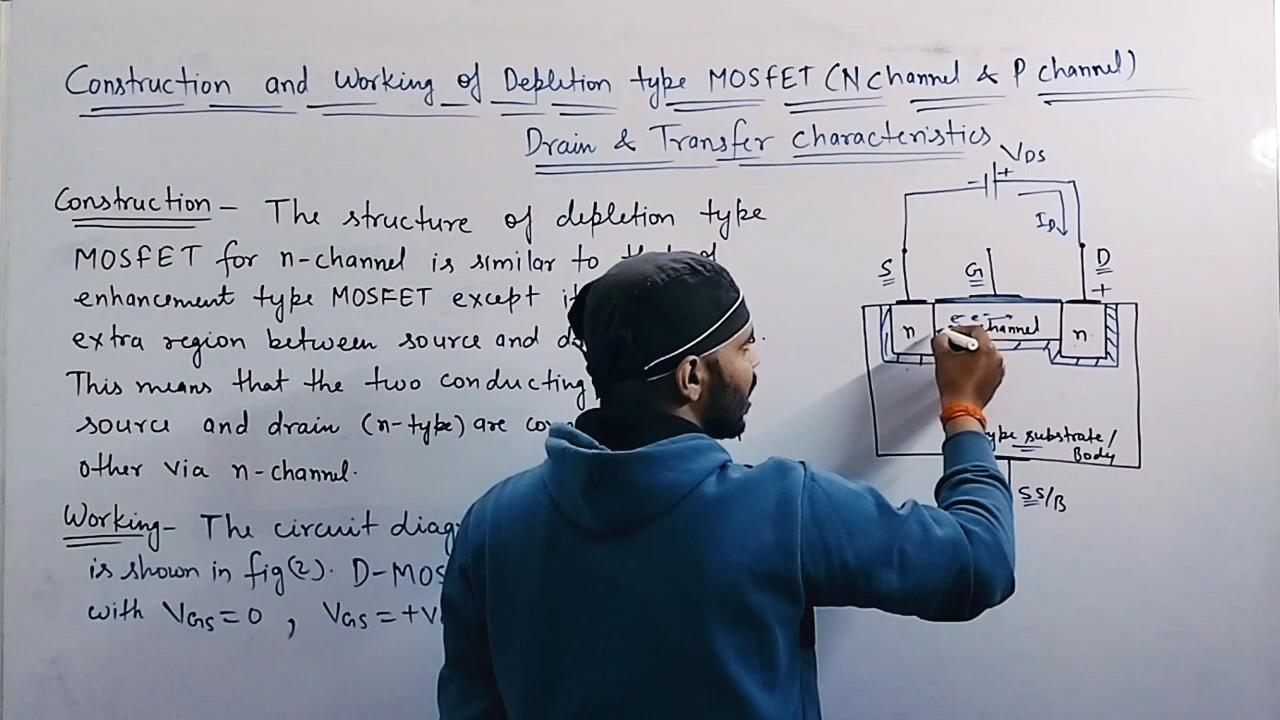 Construction and Working of Depletion type MOSFET (N Channel & P channel)
Drain & Transfer characteristics
Construction - The structure of depletion type
MOSFET for n-channel is similar to
enhancement type MOSFET except
extra region between source and
This means that the two conducting
source and drain (n-type) are
other via n-channel.
Working - The circuit
is shown in fig(2). D-MOS
with VGS = 0 , VGS = +V
VDS
- +
ID
S
G
D
+
e- e-
n
channel
n
substrate/
Body
SS/B